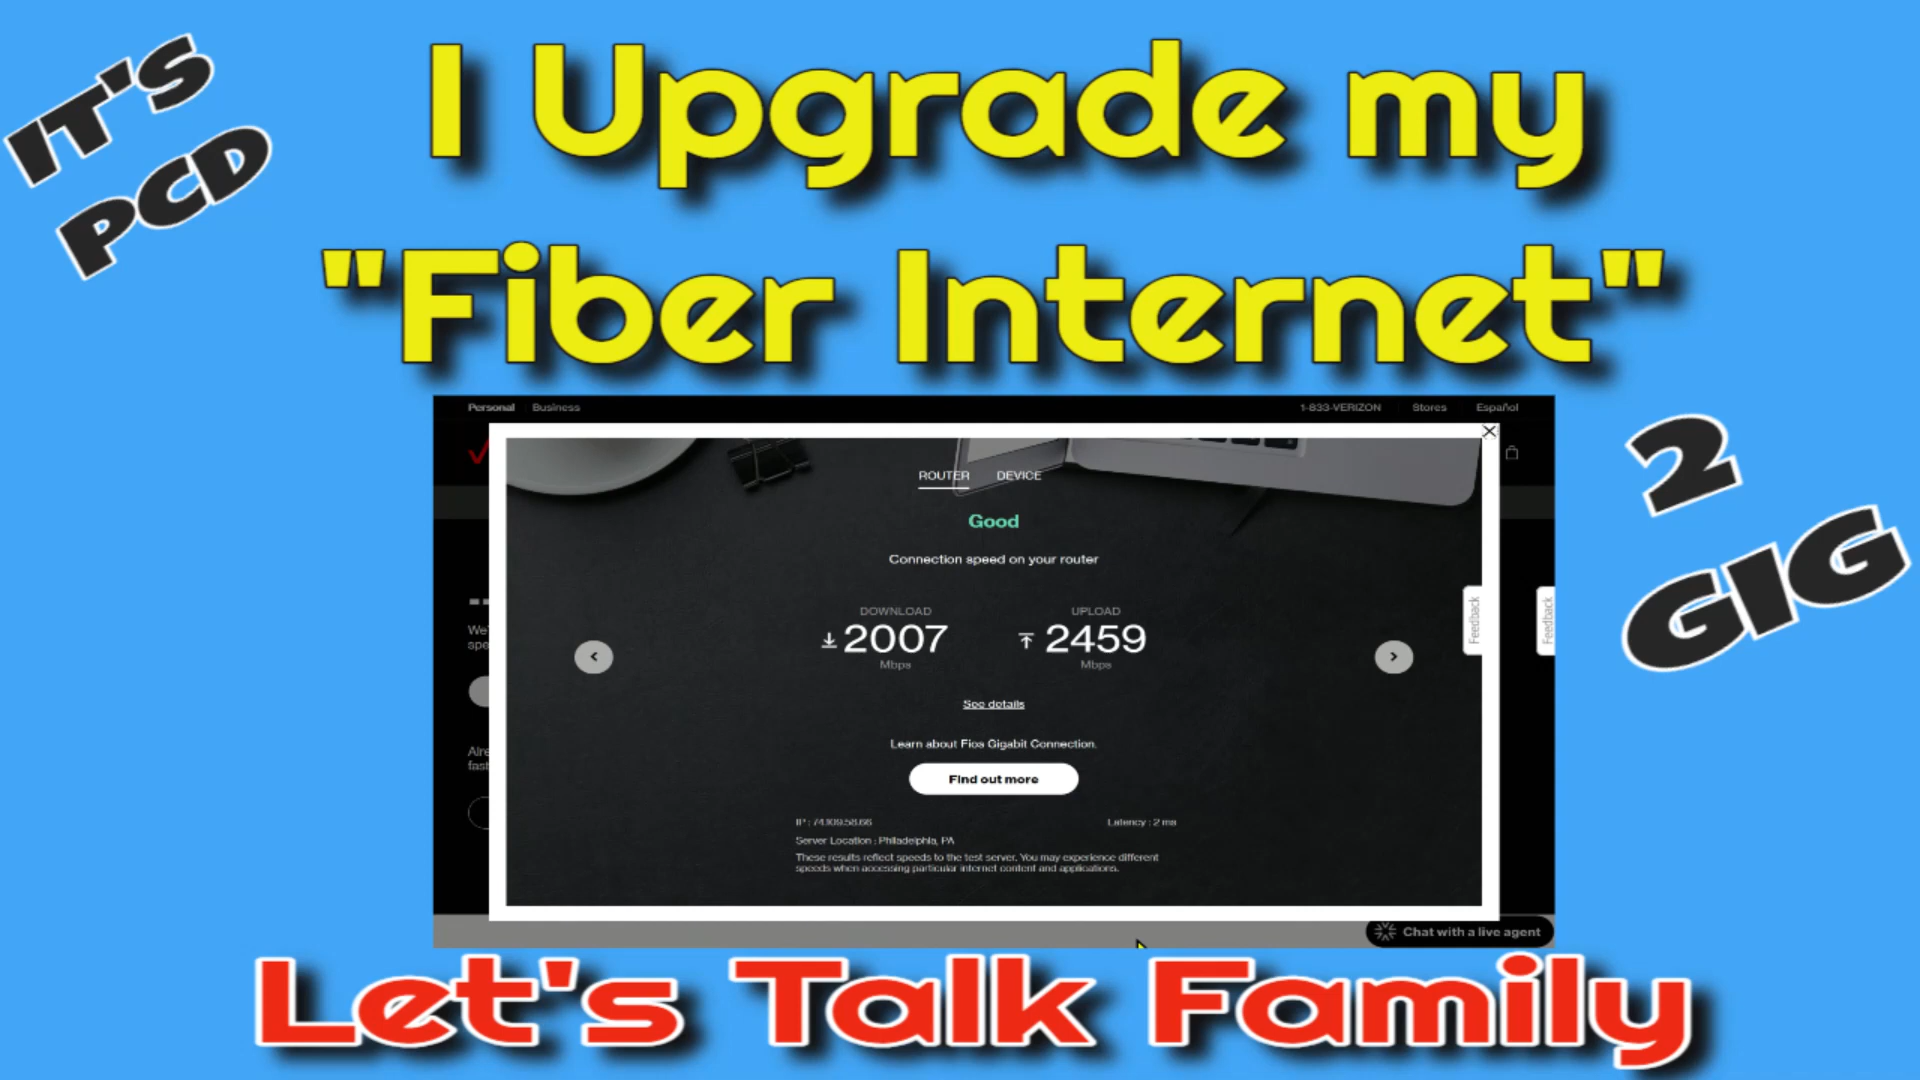 IT'S
PCD
I Upgrade my
"Fiber Internet"
2
GIG
Personal Business
1-833-VERIZON Stores Español
ROUTER DEVICE
Good
Connection speed on your router
DOWNLOAD UPLOAD
2007 2459
Mbps Mbps
See details
Learn about Fios Gigabit Connection.
Find out more
Latency : 2 ms
Server Location : Philadelphia, PA
These results reflect speeds to the test server. You may experience different
speeds when accessing particular internet content and applications.
Feedback
Feedback
Chat with a live agent
Let's Talk Family